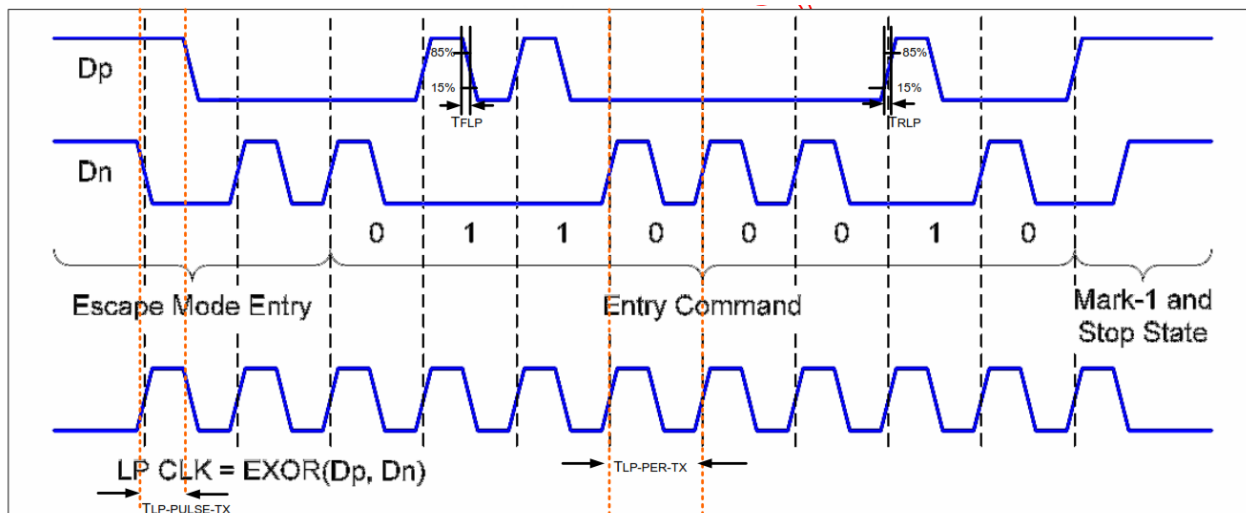 Dp
85%
15%
TFLP
85%
15%
TRLP
Dn
0 1 1 0 0 0 1 0
Escape Mode Entry
Entry Command
Mark-1 and
Stop State
LP CLK = EXOR(Dp, Dn)
TLP-PER-TX
TLP-PULSE-TX